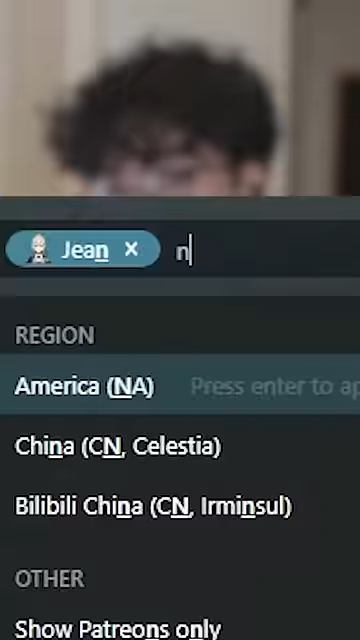 Jean × n
REGION
America (NA) Press enter to ap
China (CN, Celestia)
Bilibili China (CN, Irminsul)
OTHER
Show Patreons only